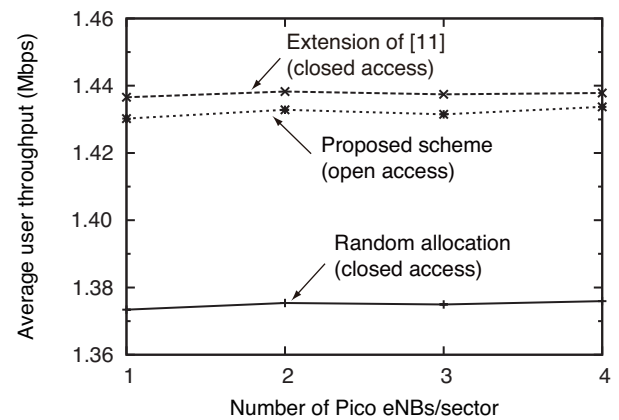 1.46
1.44
1.42
1.40
1.38
1.36
Average user throughput (Mbps)
Extension of [11]
(closed access)
Proposed scheme
(open access)
Random allocation
(closed access)
1
2
3
4
Number of Pico eNBs/sector